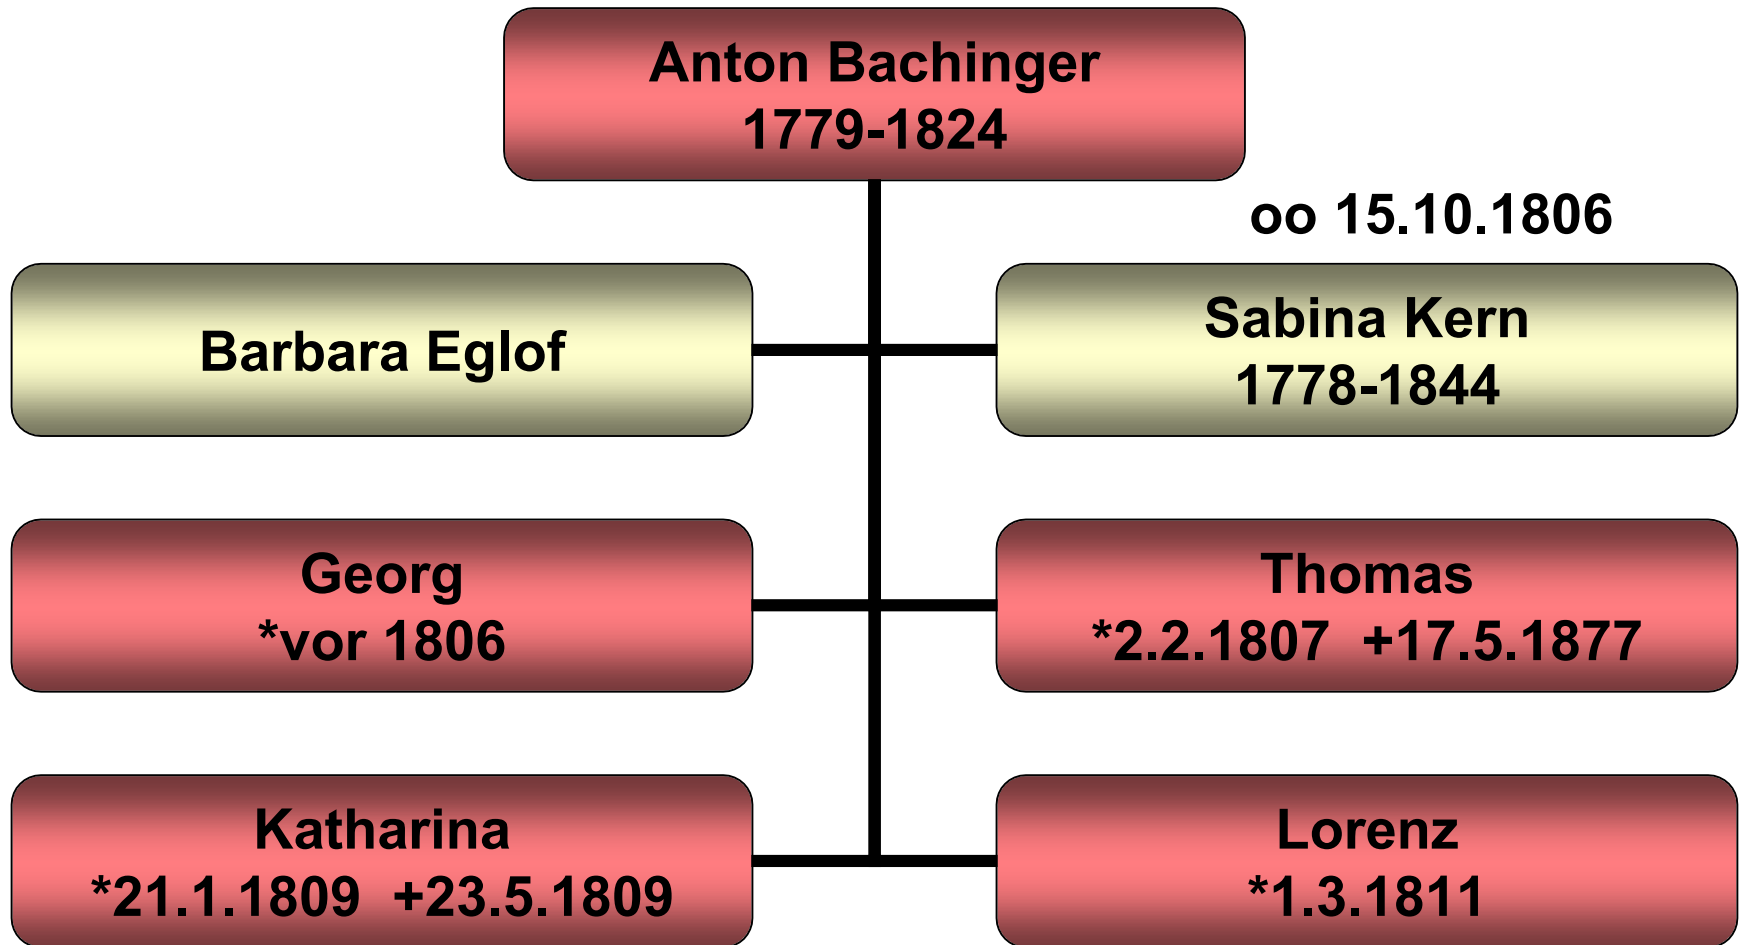 Anton Bachinger
1779-1824
oo 15.10.1806
Barbara Eglof
Sabina Kern
1778-1844
Georg
*vor 1806
Thomas
*2.2.1807  +17.5.1877
Katharina
*21.1.1809  +23.5.1809
Lorenz
*1.3.1811